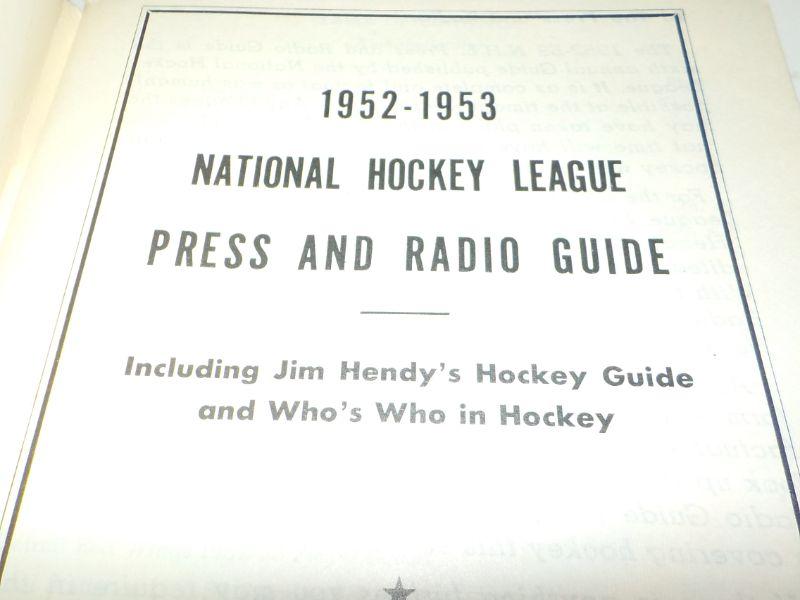 1952-1953
NATIONAL HOCKEY LEAGUE
PRESS AND RADIO GUIDE
Including Jim Hendy's Hockey Guide
and Who's Who in Hockey